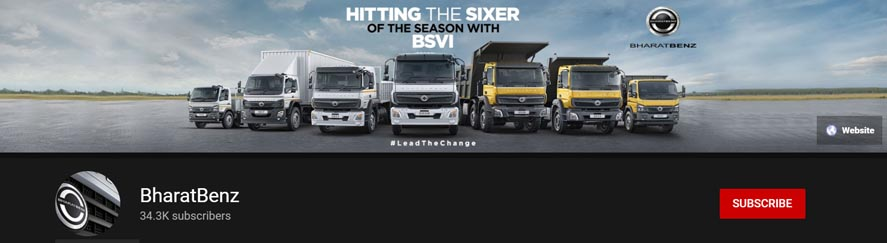 HITTING THE SIXER
OF THE SEASON WITH
BSVI
BHARATBENZ
#LeadTheChange
Website
BharatBenz
34.3K subscribers
SUBSCRIBE